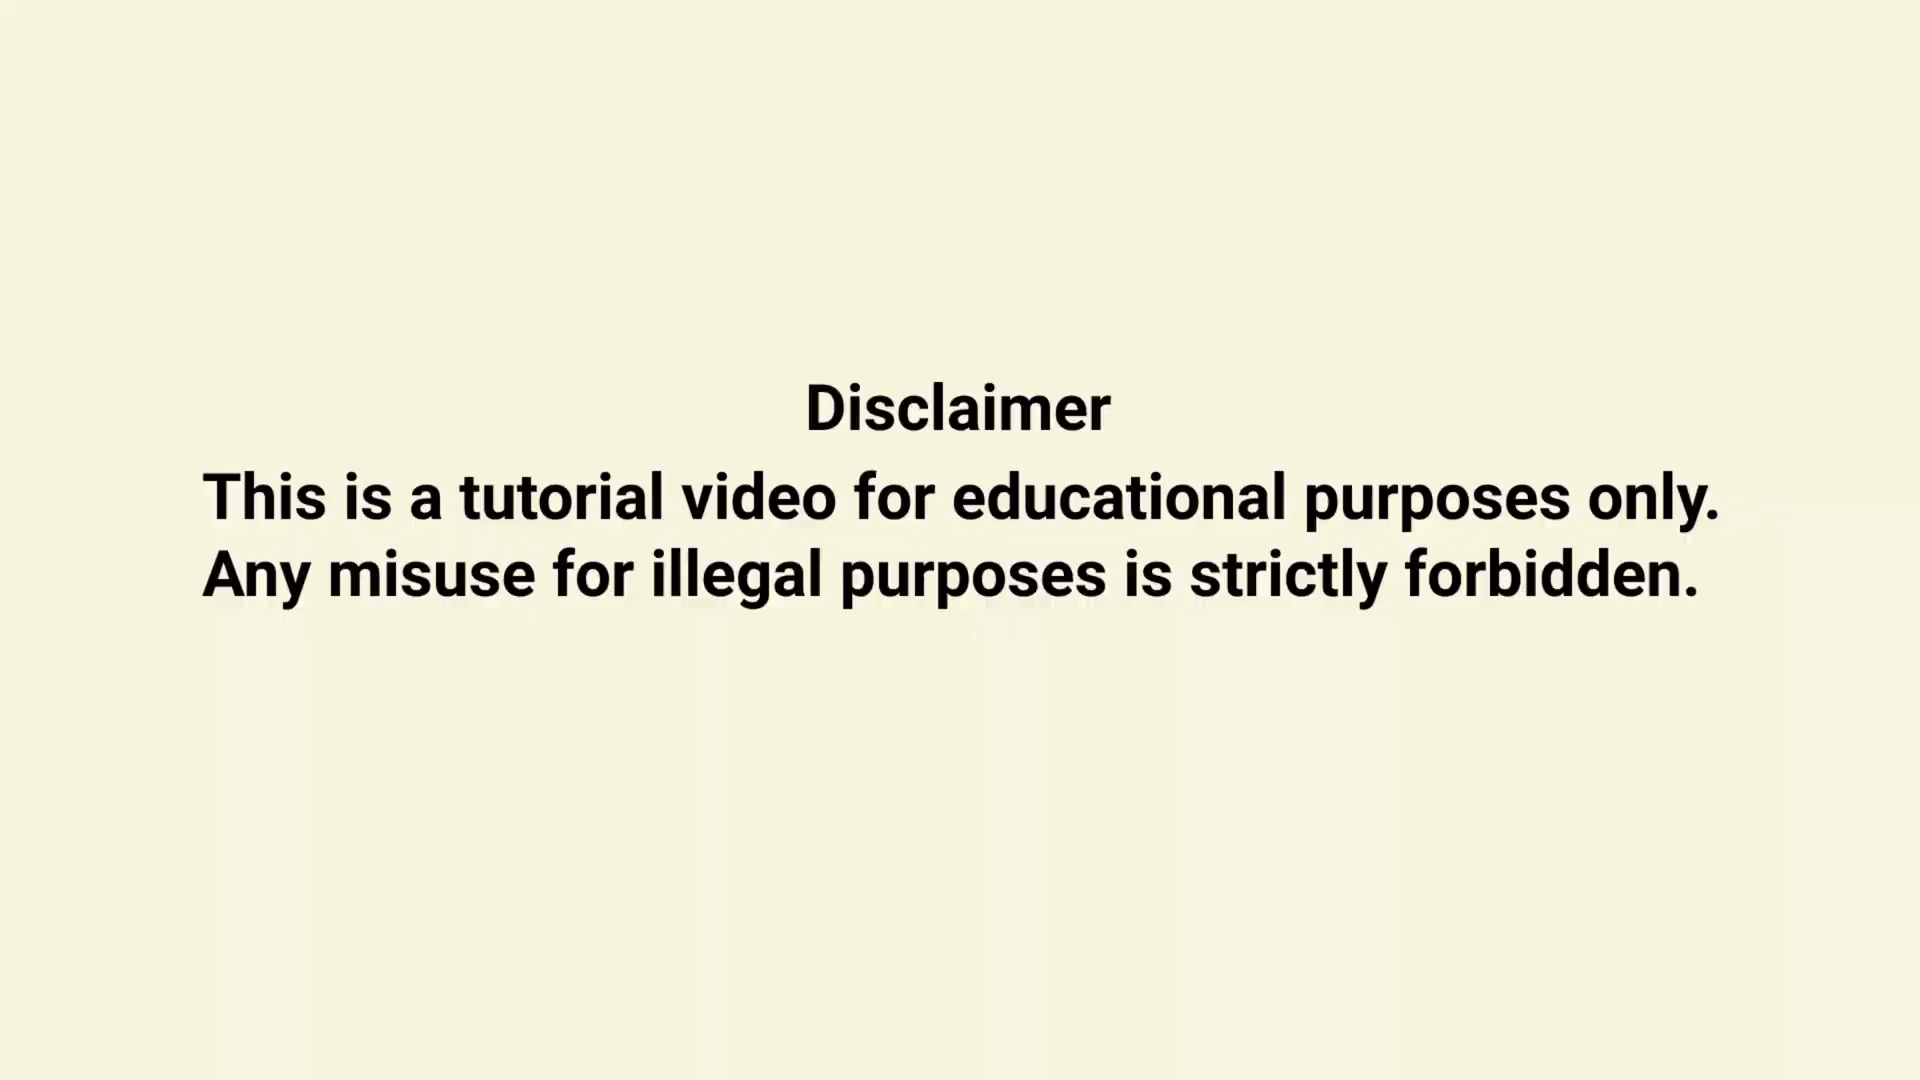 Disclaimer
This is a tutorial video for educational purposes only.
Any misuse for illegal purposes is strictly forbidden.